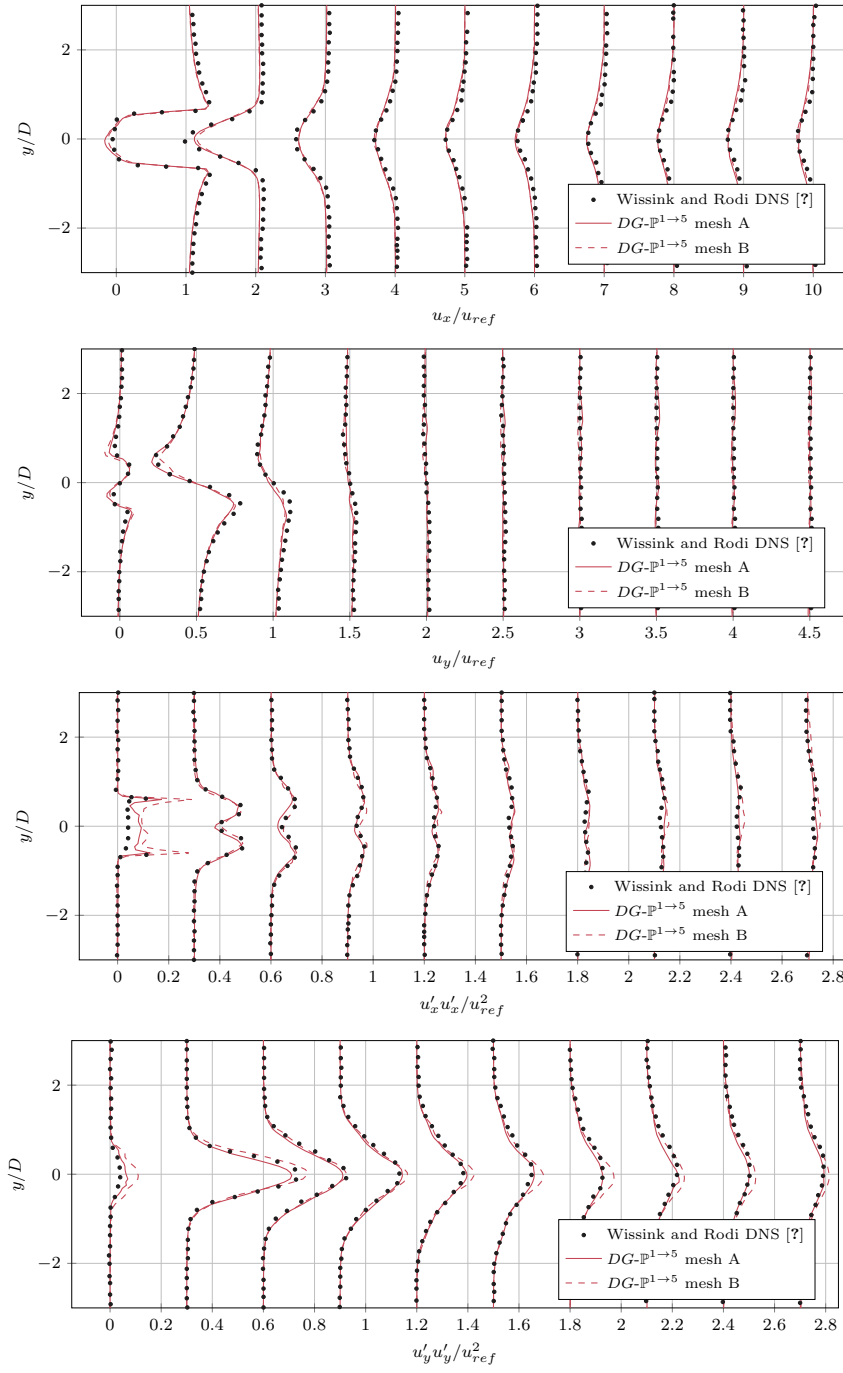 2
0
−2
y/D
0 1 2 3 4 5 6 7 8 9 10
u_x/u_ref
Wissink and Rodi DNS [?]
DG-ℙ^{1→5} mesh A
DG-ℙ^{1→5} mesh B
2
0
−2
y/D
0 0.5 1 1.5 2 2.5 3 3.5 4 4.5
u_y/u_ref
Wissink and Rodi DNS [?]
DG-ℙ^{1→5} mesh A
DG-ℙ^{1→5} mesh B
2
0
−2
y/D
0 0.2 0.4 0.6 0.8 1 1.2 1.4 1.6 1.8 2 2.2 2.4 2.6 2.8
u′_x u′_x/u²_ref
Wissink and Rodi DNS [?]
DG-ℙ^{1→5} mesh A
DG-ℙ^{1→5} mesh B
2
0
−2
y/D
0 0.2 0.4 0.6 0.8 1 1.2 1.4 1.6 1.8 2 2.2 2.4 2.6 2.8
u′_y u′_y/u²_ref
Wissink and Rodi DNS [?]
DG-ℙ^{1→5} mesh A
DG-ℙ^{1→5} mesh B